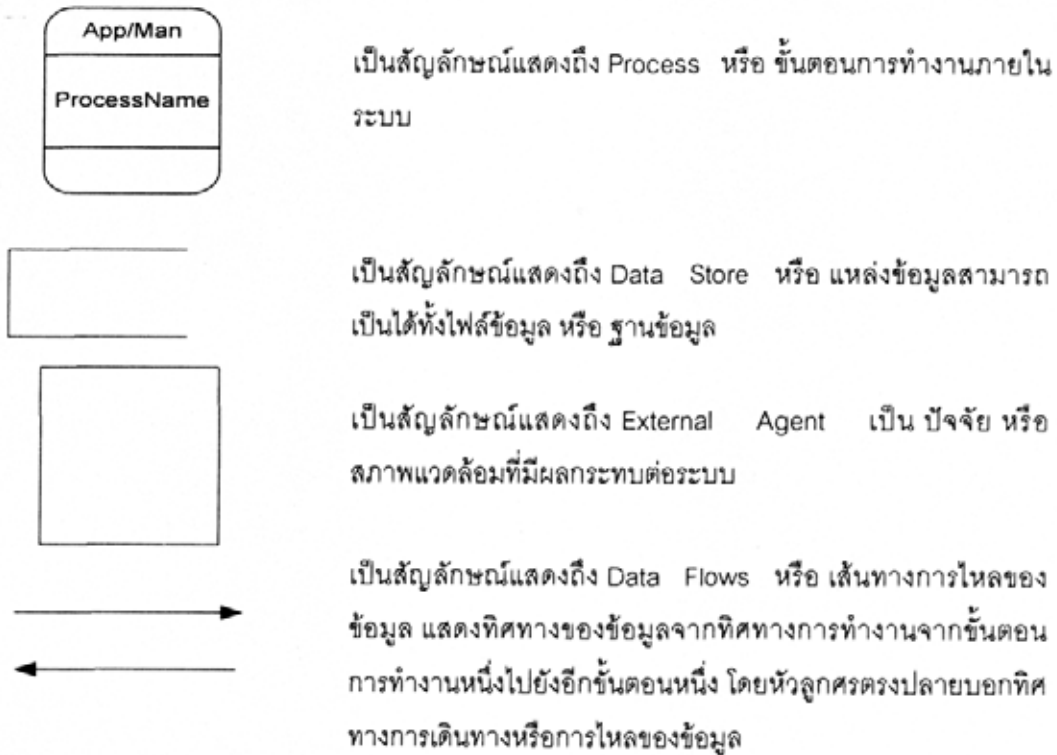 App/Man
ProcessName
เป็นสัญลักษณ์แสดงถึง Process หรือ ขั้นตอนการทำงานภายใน
ระบบ
เป็นสัญลักษณ์แสดงถึง Data Store หรือ แหล่งข้อมูลสามารถ
เป็นได้ทั้งไฟล์ข้อมูล หรือ ฐานข้อมูล
เป็นสัญลักษณ์แสดงถึง External Agent เป็น ปัจจัย หรือ
สภาพแวดล้อมที่มีผลกระทบต่อระบบ
เป็นสัญลักษณ์แสดงถึง Data Flows หรือ เส้นทางการไหลของ
ข้อมูล แสดงทิศทางของข้อมูลจากทิศทางการทำงานจากขั้นตอน
การทำงานหนึ่งไปยังอีกขั้นตอนหนึ่ง โดยหัวลูกศรตรงปลายบอกทิศ
ทางการเดินทางหรือการไหลของข้อมูล